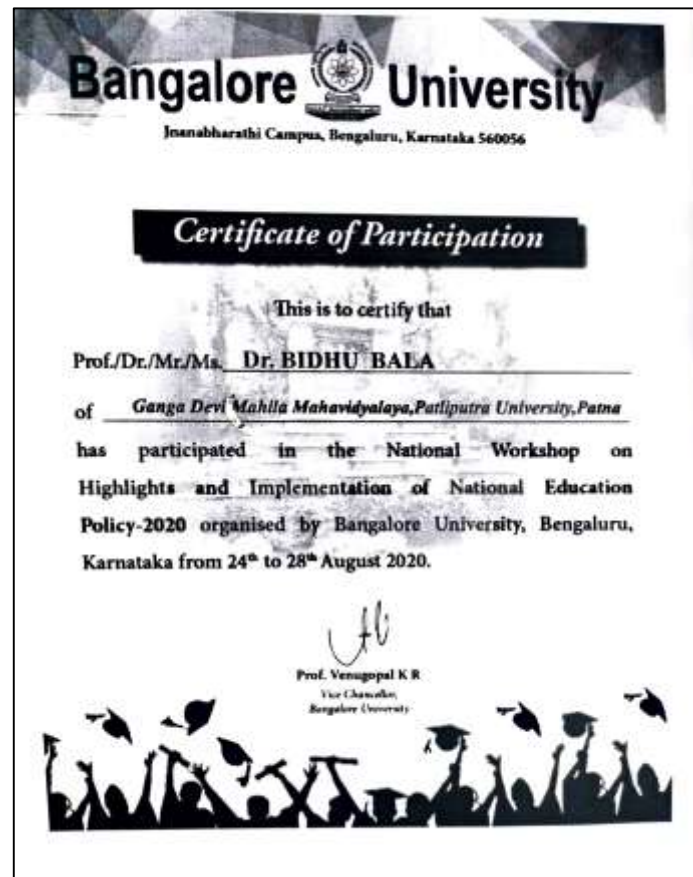 Bangalore University
Jnanabharathi Campus, Bengaluru, Karnataka 560056
Certificate of Participation
This is to certify that
Prof./Dr./Mr./Ms. Dr. BIDHU BALA
of Ganga Devi Mahila Mahavidyalaya,Patliputra University,Patna
has participated in the National Workshop on
Highlights and Implementation of National Education
Policy-2020 organised by Bangalore University, Bengaluru,
Karnataka from 24th to 28th August 2020.
Prof. Venugopal K R
Vice Chancellor,
Bangalore University